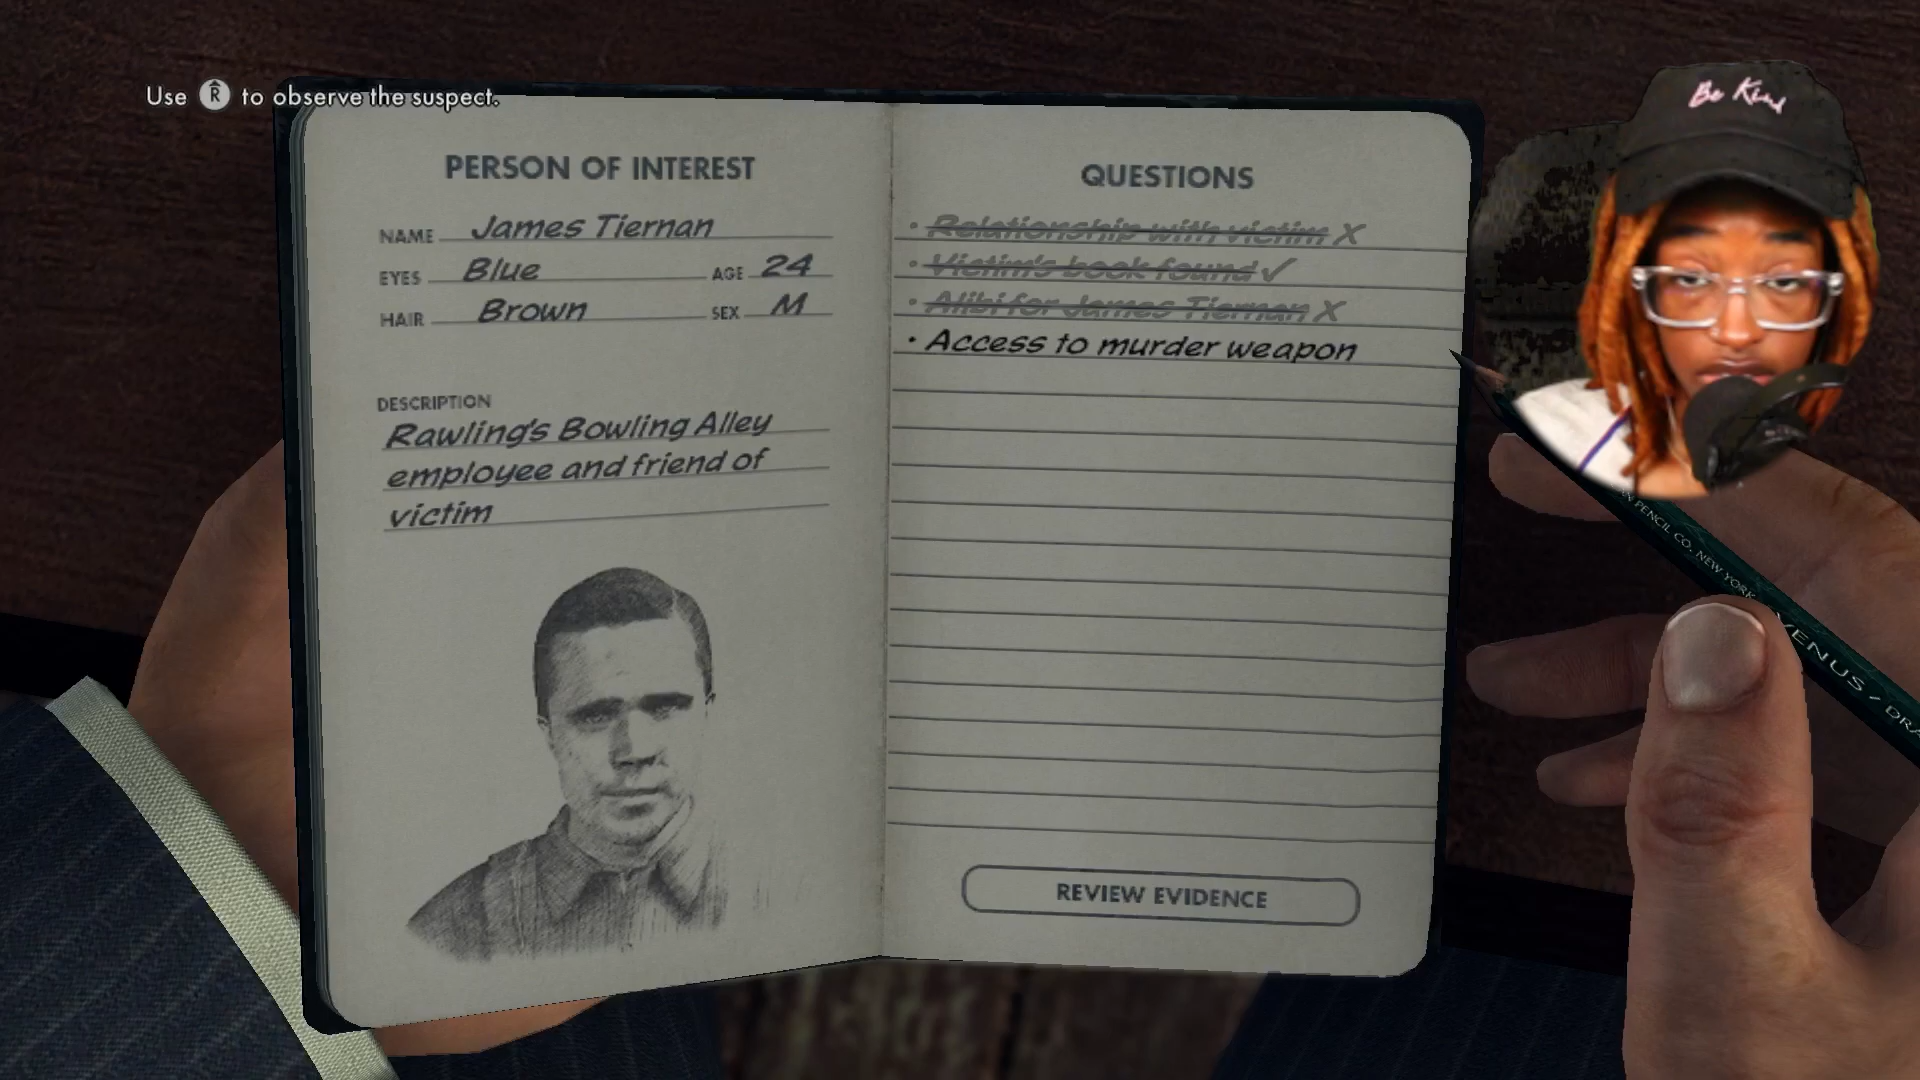 Use R to observe the suspect.
Be Kind
PERSON OF INTEREST
NAME James Tiernan
EYES Blue AGE 24
HAIR Brown SEX M
DESCRIPTION
Rawling's Bowling Alley
employee and friend of
victim
QUESTIONS
• Relationship with victim X
• Victim's book found ✓
• Alibi for James Tiernan X
• Access to murder weapon
REVIEW EVIDENCE
PENCIL CO. NEW YORK
VENUS / DRA